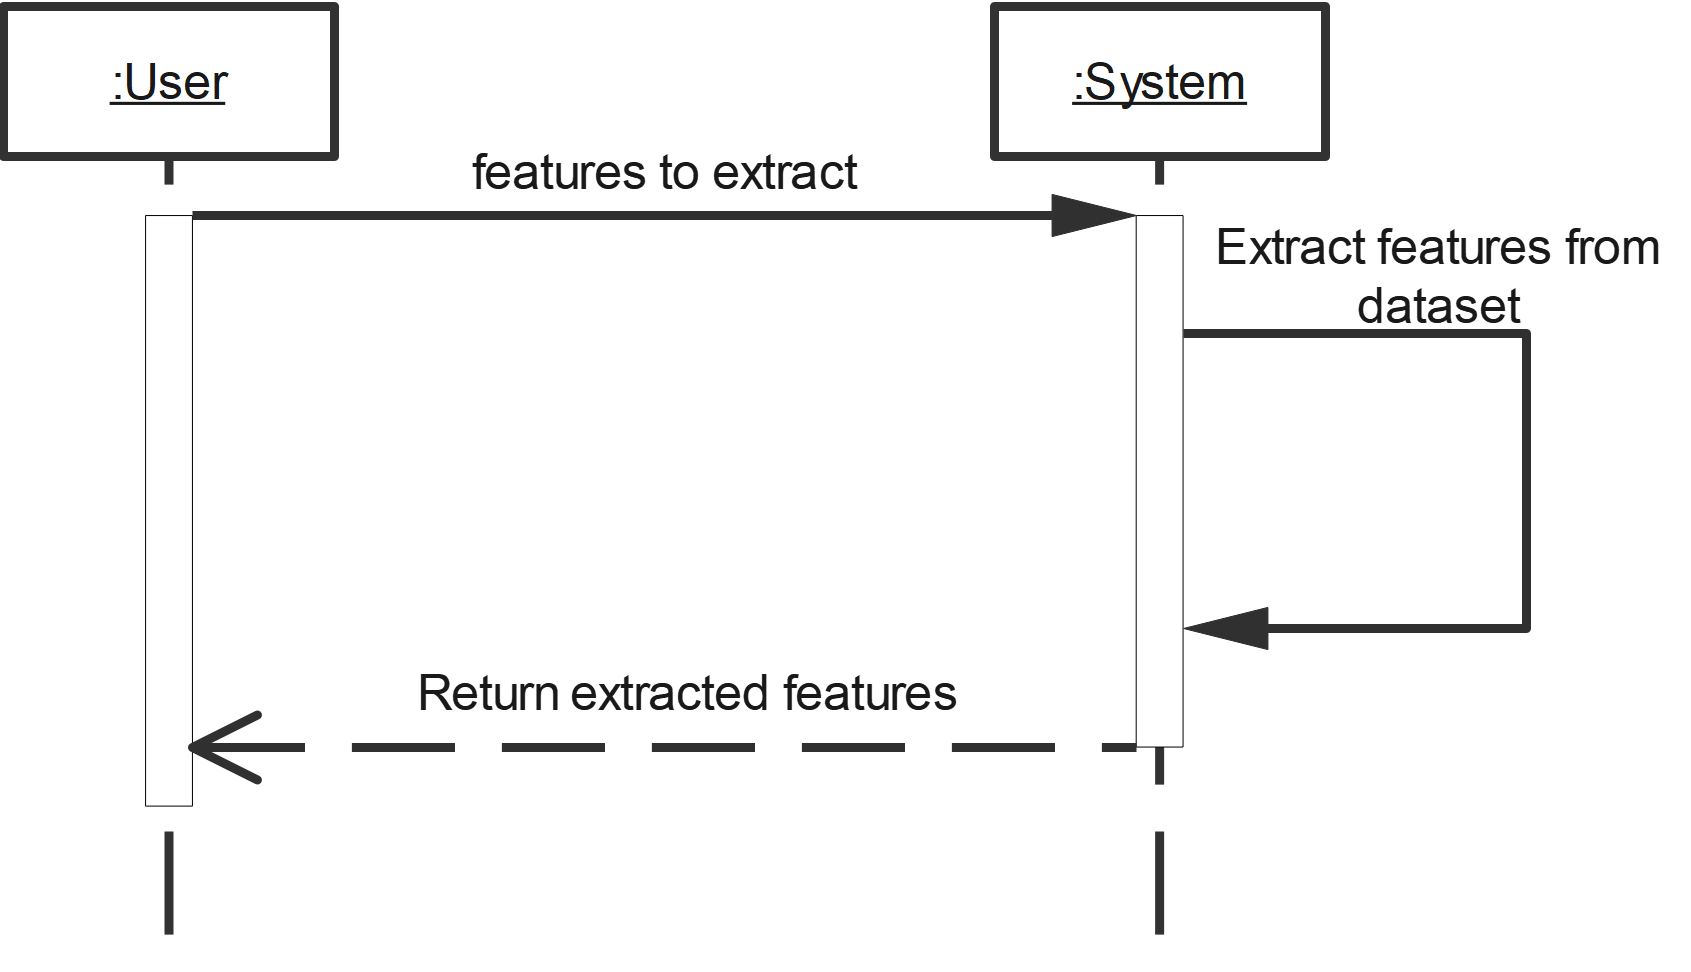 :User
:System
features to extract
Extract features from
dataset
Return extracted features